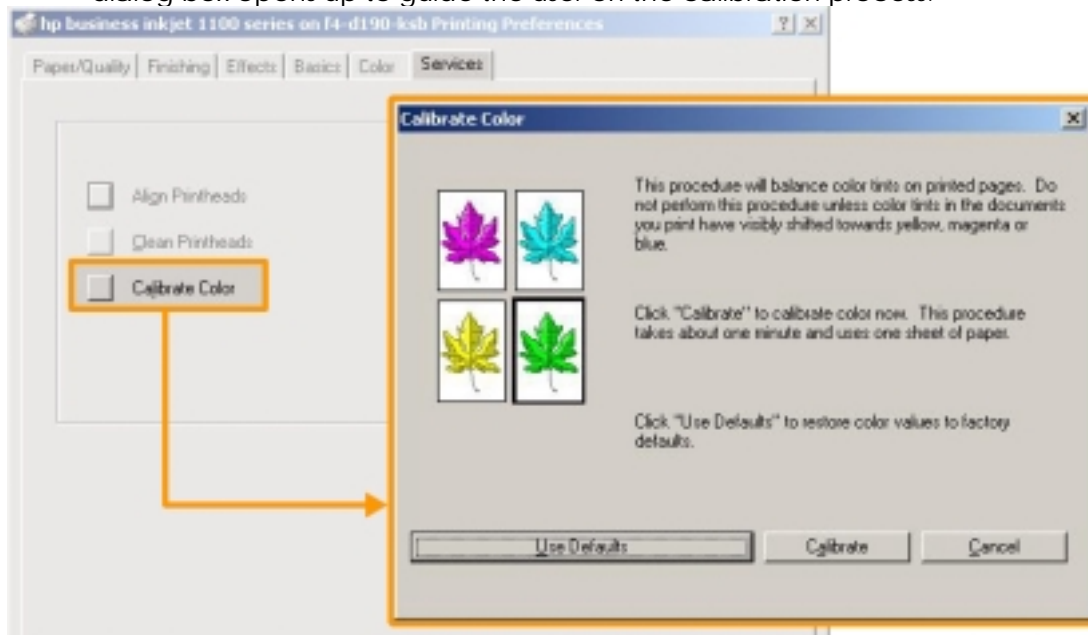 dialog box opens up to guide the user on the calibration process.
hp business inkjet 1100 series on f4-d190-ksb Printing Preferences
Paper/Quality Finishing Effects Basics Color Services
Calibrate Color
Align Printheads
Clean Printheads
Calibrate Color
This procedure will balance color tints on printed pages. Do
not perform this procedure unless color tints in the documents
you print have visibly shifted towards yellow, magenta or
blue.
Click "Calibrate" to calibrate color now. This procedure
takes about one minute and uses one sheet of paper.
Click "Use Defaults" to restore color values to factory
defaults.
Use Defaults Calibrate Cancel